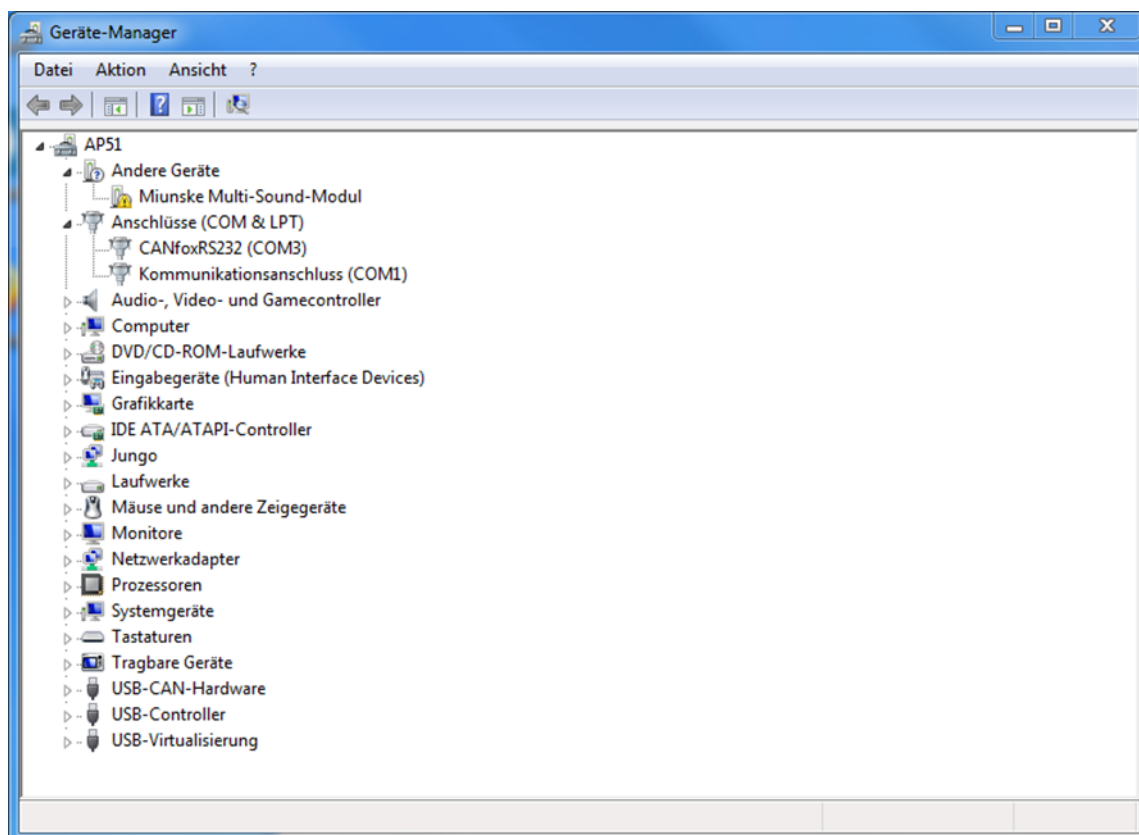 Geräte-Manager
Datei Aktion Ansicht ?
AP51
Andere Geräte
Miunske Multi-Sound-Modul
Anschlüsse (COM & LPT)
CANfoxRS232 (COM3)
Kommunikationsanschluss (COM1)
Audio-, Video- und Gamecontroller
Computer
DVD/CD-ROM-Laufwerke
Eingabegeräte (Human Interface Devices)
Grafikkarte
IDE ATA/ATAPI-Controller
Jungo
Laufwerke
Mäuse und andere Zeigegeräte
Monitore
Netzwerkadapter
Prozessoren
Systemgeräte
Tastaturen
Tragbare Geräte
USB-CAN-Hardware
USB-Controller
USB-Virtualisierung